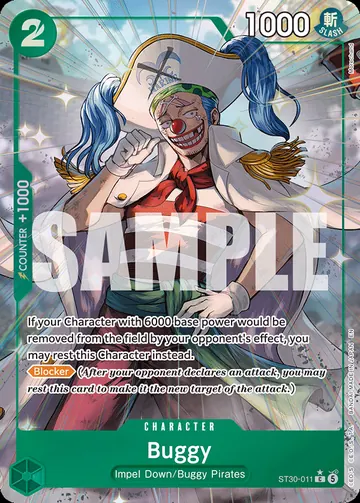 2
1000
斬
SLASH
COUNTER +1000
SAMPLE
If your Character with 6000 base power would be
removed from the field by your opponent's effect, you
may rest this Character instead.
Blocker (After your opponent declares an attack, you may
rest this card to make it the new target of the attack.)
CHARACTER
Buggy
Impel Down/Buggy Pirates
ST30-011 C 5